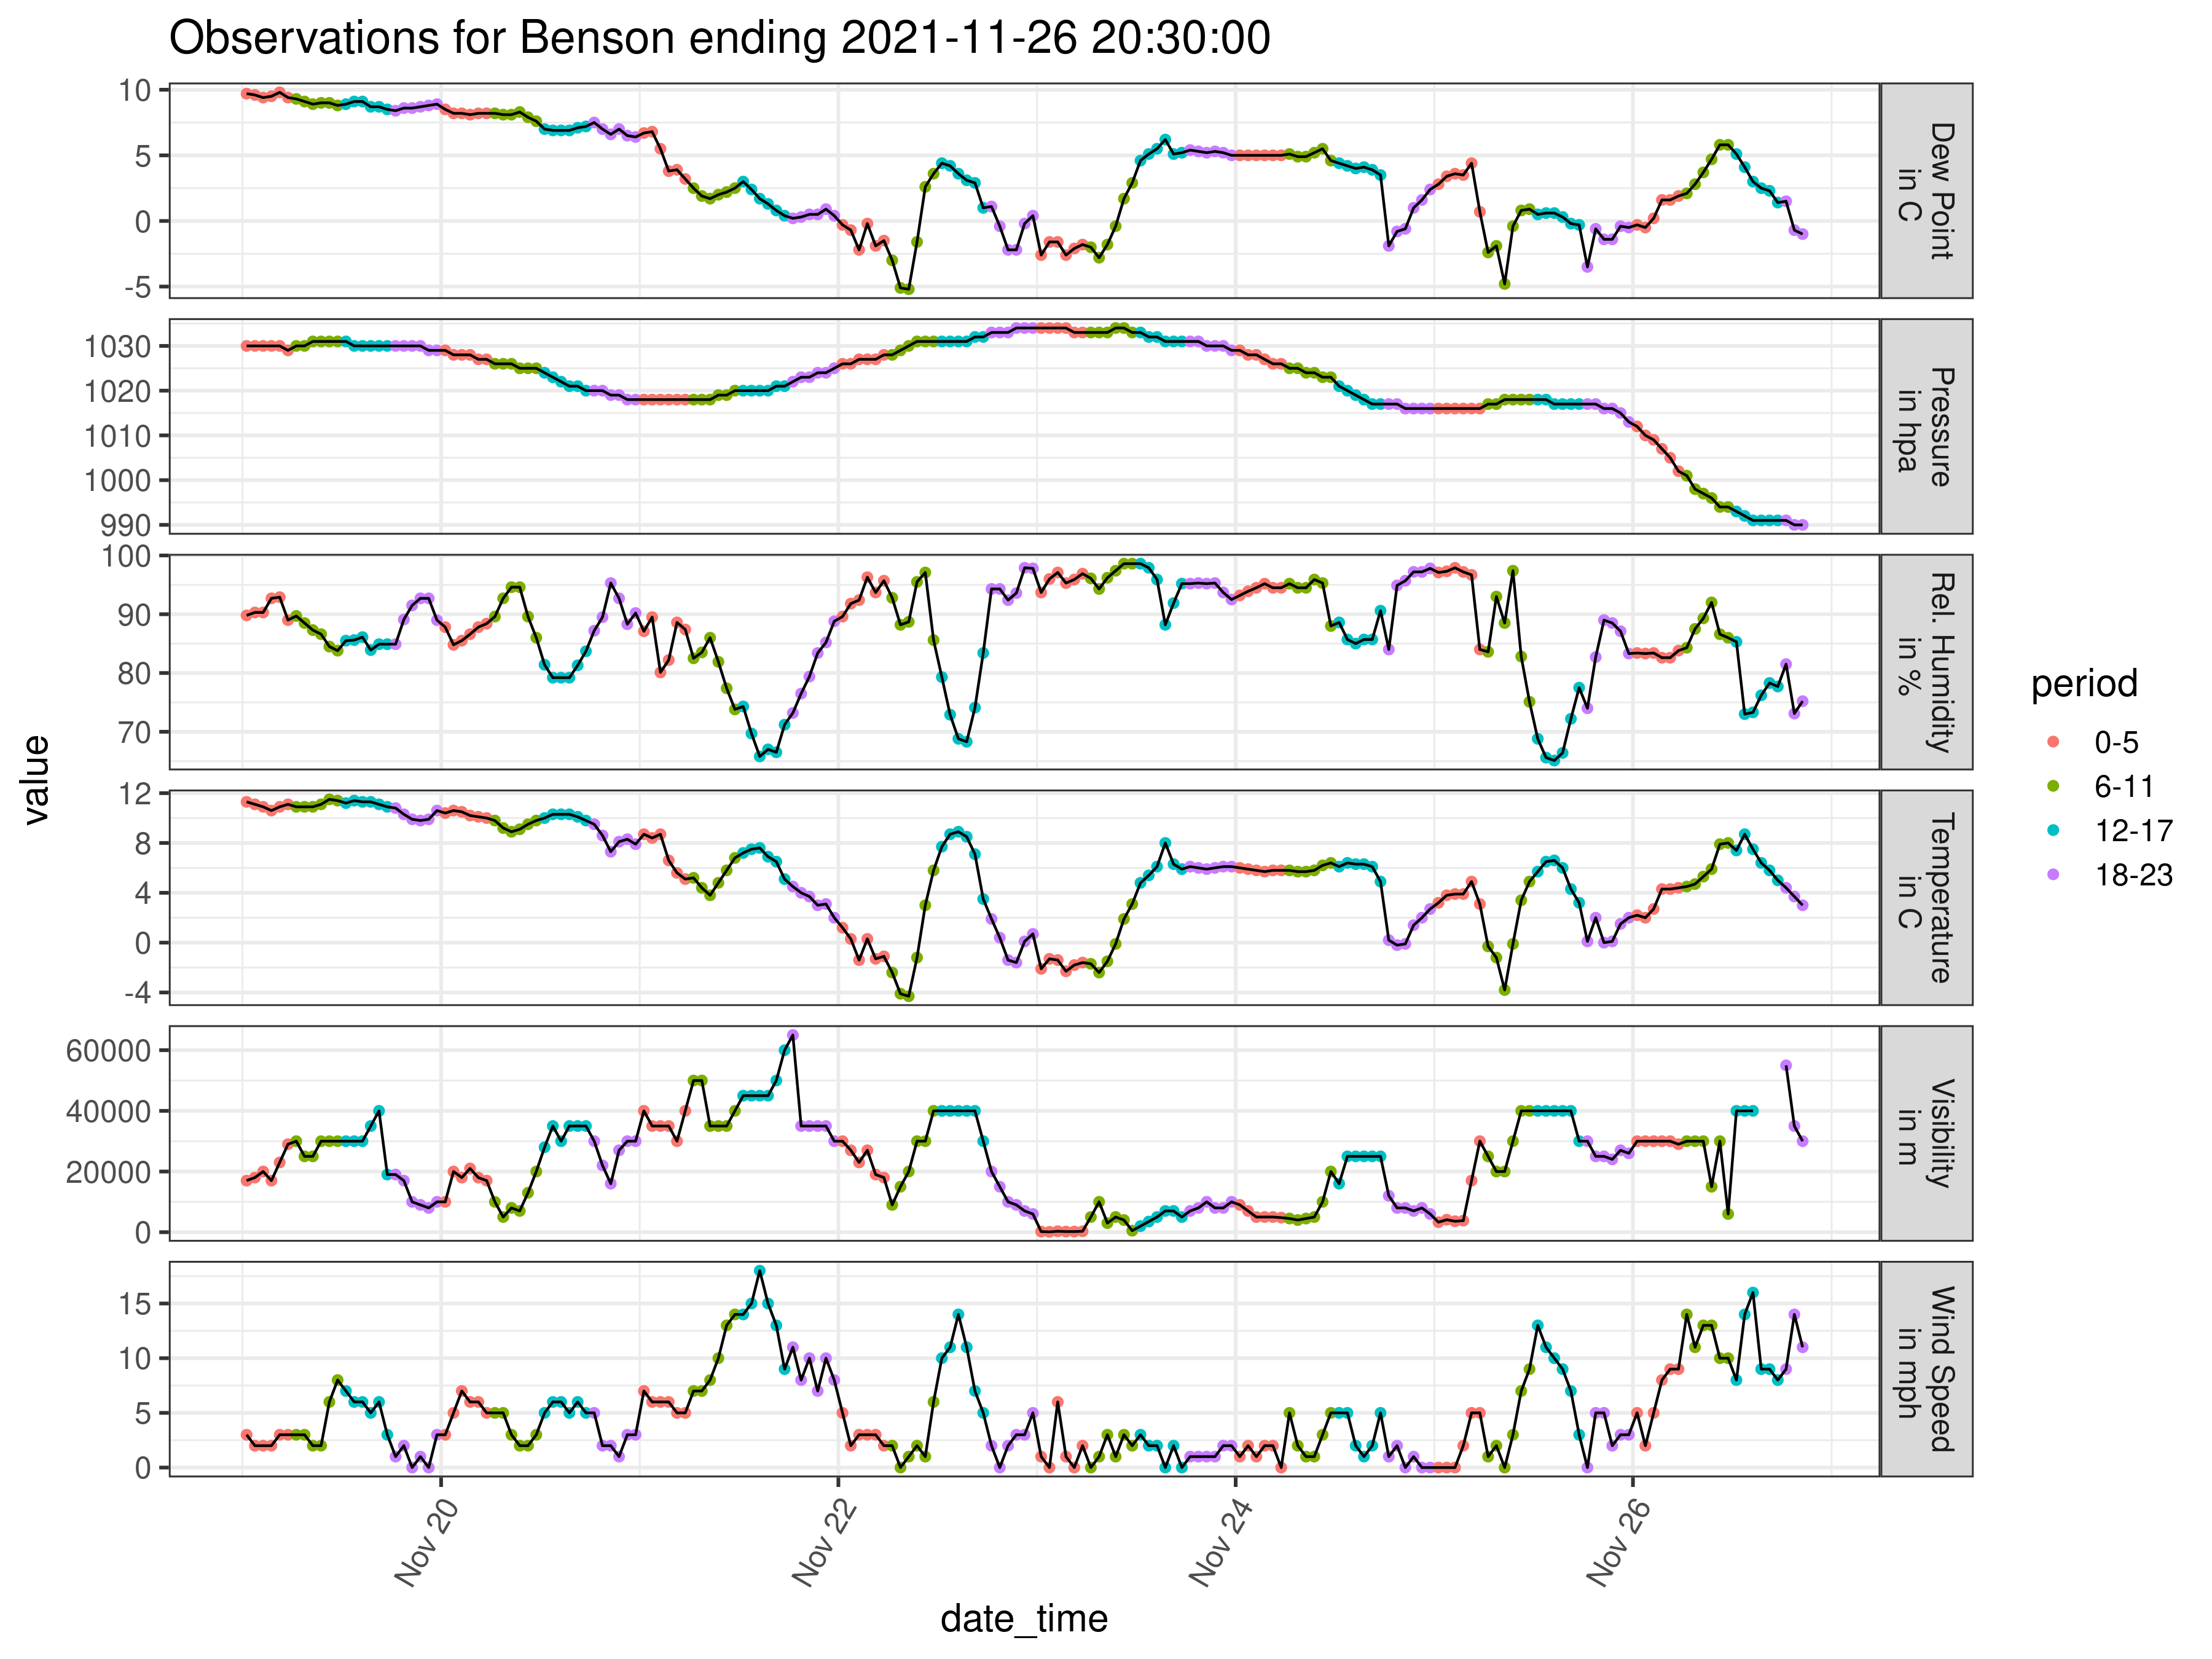 Observations for Benson ending 2021-11-26 20:30:00
10
5
0
-5
Dew Point
in C
1030
1020
1010
1000
990
Pressure
in hpa
100
90
80
70
Rel. Humidity
in %
12
8
4
0
-4
Temperature
in C
60000
40000
20000
0
Visibility
in m
15
10
5
0
Wind Speed
in mph
value
Nov 20
Nov 22
Nov 24
Nov 26
date_time
period
0-5
6-11
12-17
18-23